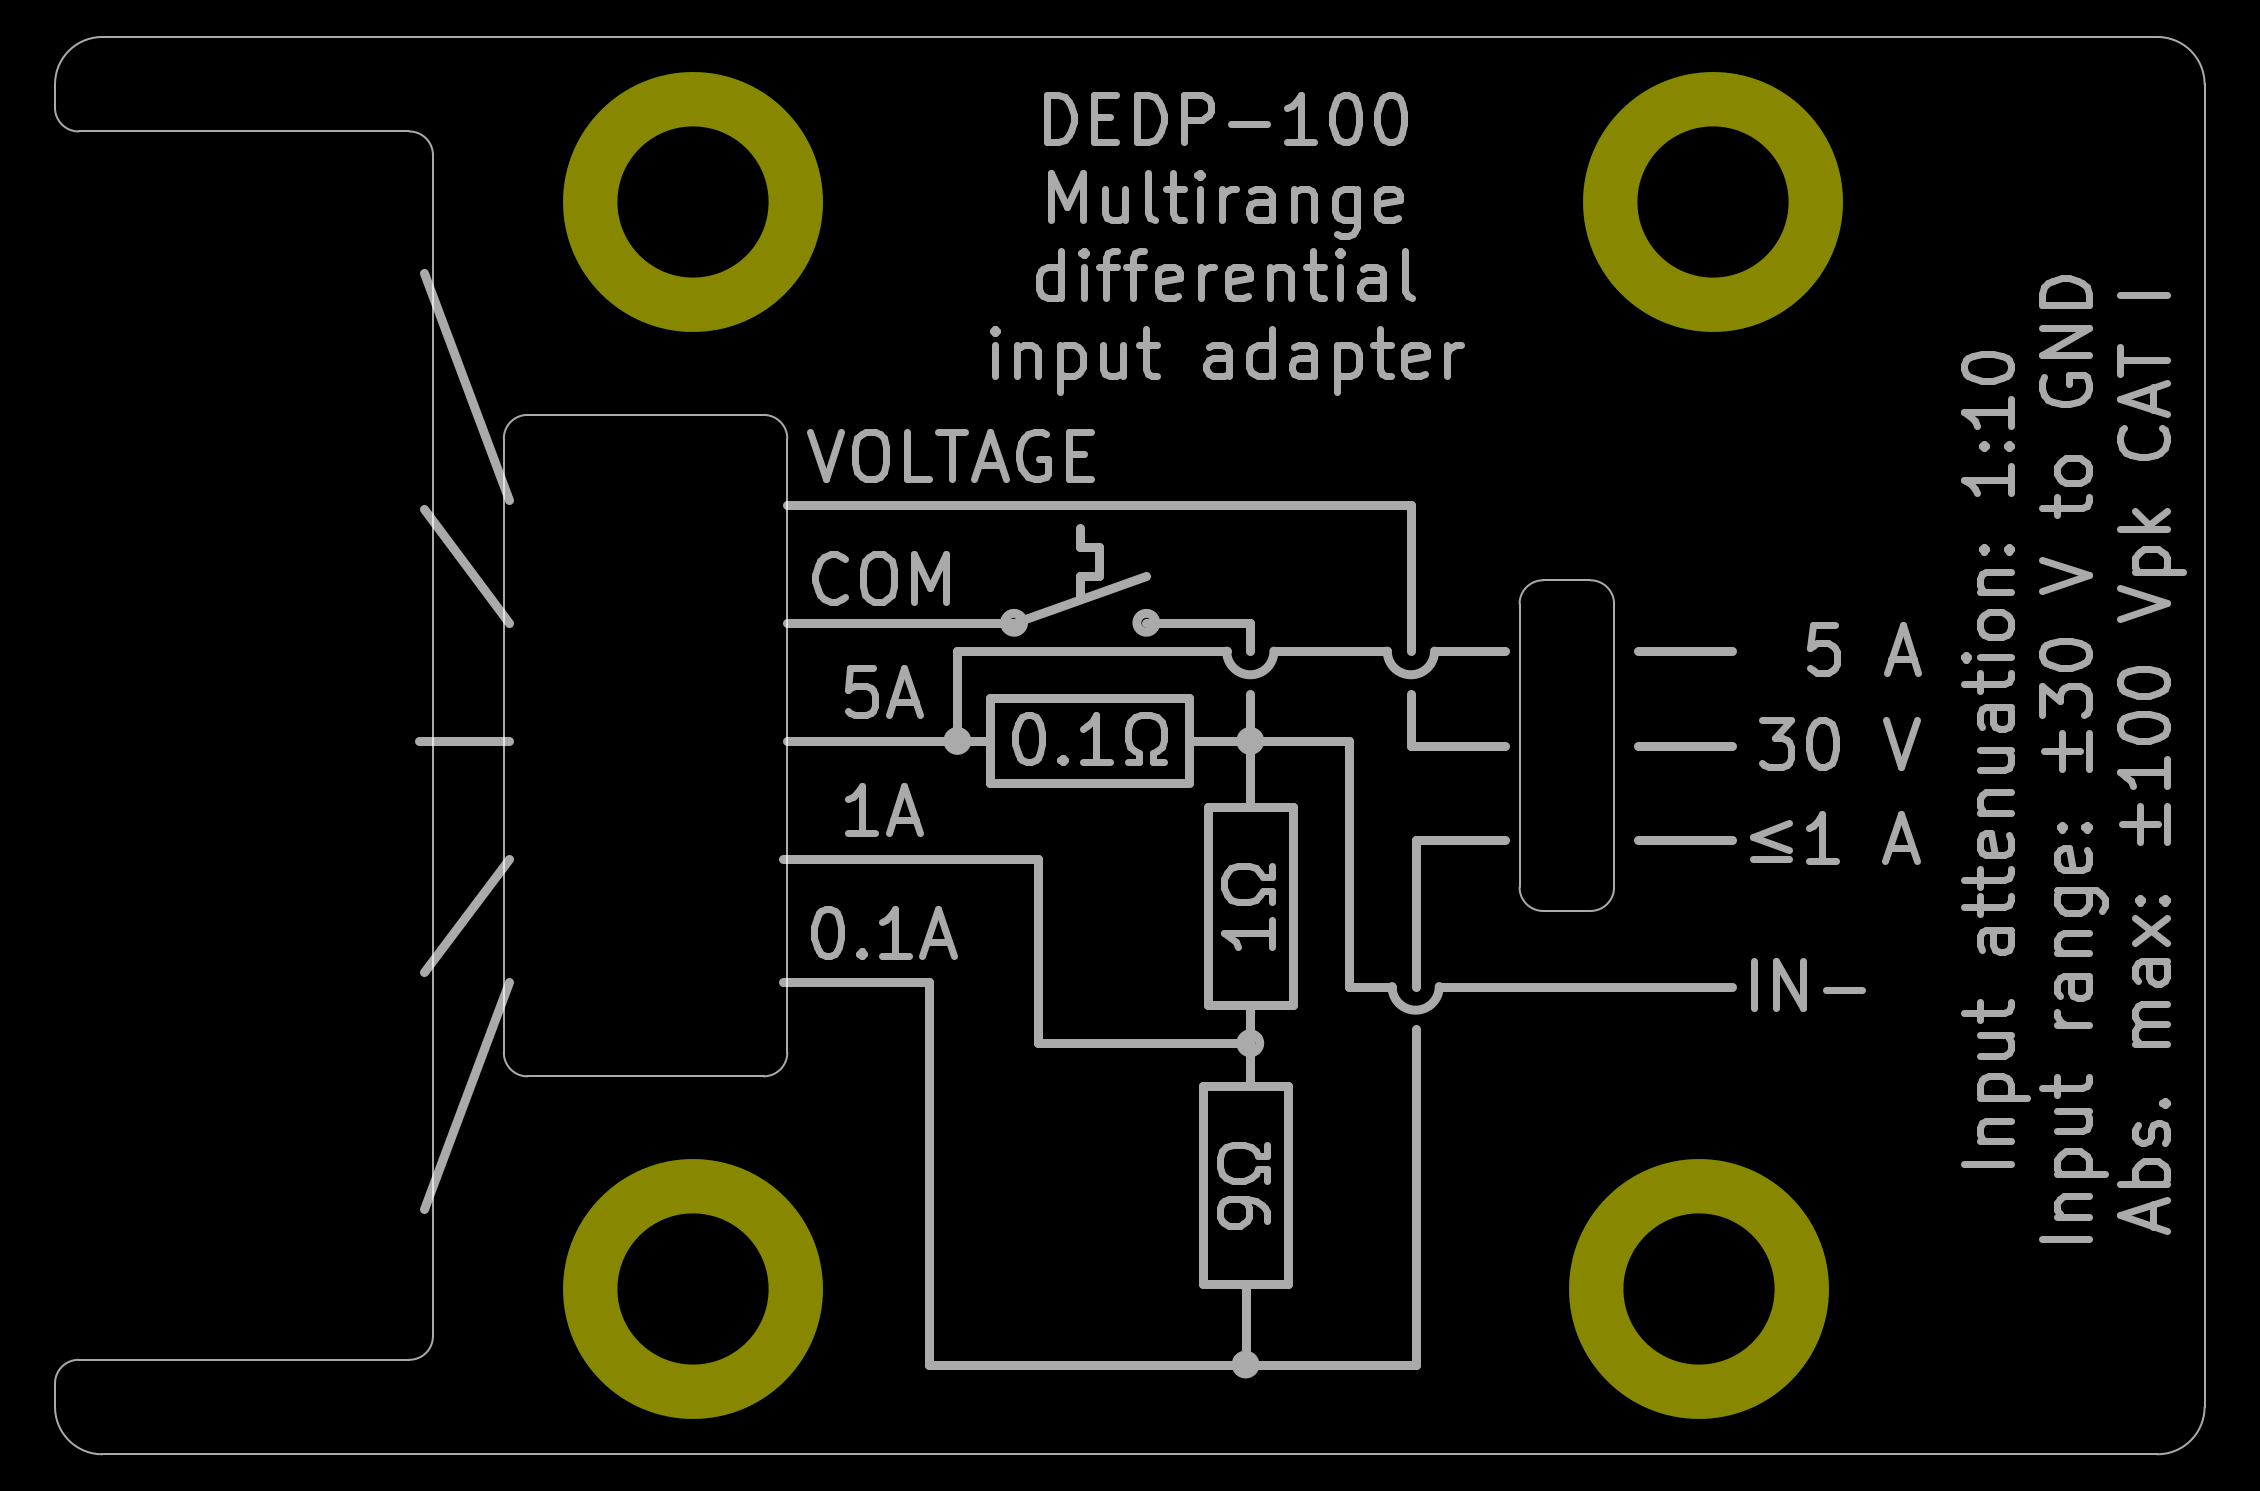 DEDP-100
Multirange
differential
input adapter
VOLTAGE
COM
5A
0.1Ω
1A
0.1A
1Ω
9Ω
5 A
30 V
≤1 A
IN-
Input attenuation: 1:10
Input range: ±30 V to GND
Abs. max: ±100 Vpk CAT I